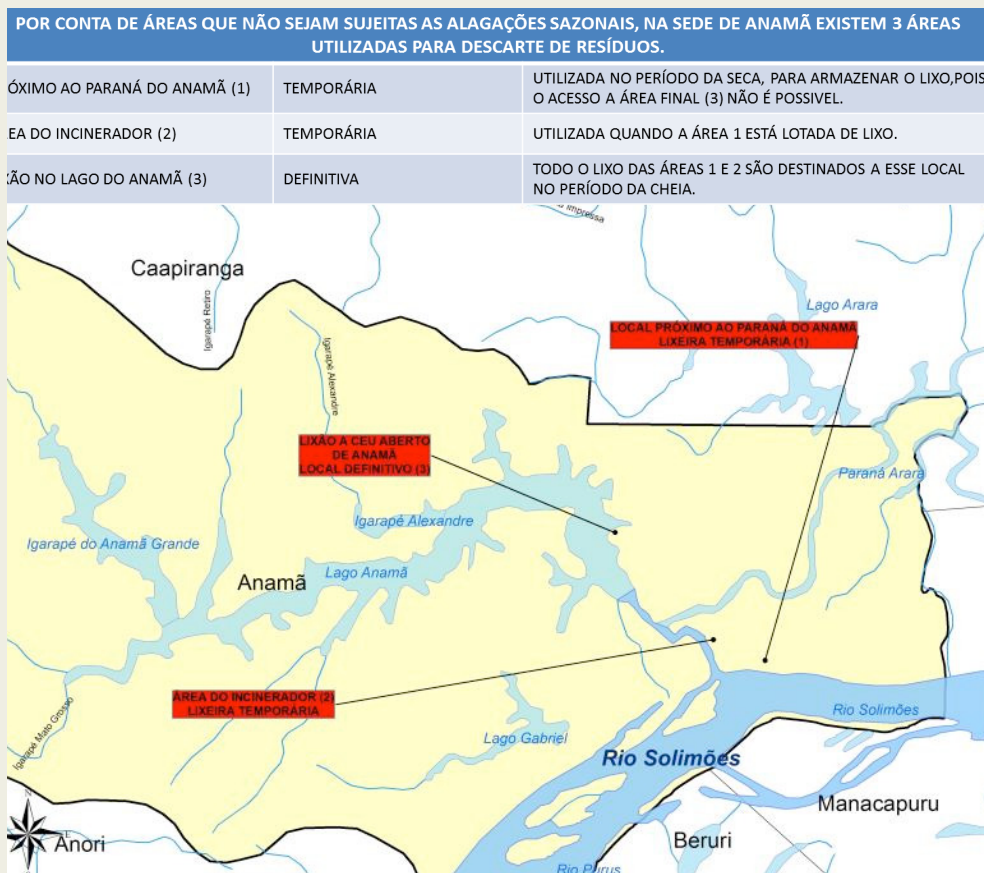 POR CONTA DE ÁREAS QUE NÃO SEJAM SUJEITAS AS ALAGAÇÕES SAZONAIS, NA SEDE DE ANAMÃ EXISTEM 3 ÁREAS
UTILIZADAS PARA DESCARTE DE RESÍDUOS.
ÓXIMO AO PARANÁ DO ANAMÃ (1)
TEMPORÁRIA
UTILIZADA NO PERÍODO DA SECA, PARA ARMAZENAR O LIXO,POIS
O ACESSO A ÁREA FINAL (3) NÃO É POSSIVEL.
EA DO INCINERADOR (2)
TEMPORÁRIA
UTILIZADA QUANDO A ÁREA 1 ESTÁ LOTADA DE LIXO.
XÃO NO LAGO DO ANAMÃ (3)
DEFINITIVA
TODO O LIXO DAS ÁREAS 1 E 2 SÃO DESTINADOS A ESSE LOCAL
NO PERÍODO DA CHEIA.
Impressa
Caapiranga
Igarapé Retiro
Lago Arara
LOCAL PRÓXIMO AO PARANÁ DO ANAMÃ
LIXEIRA TEMPORÁRIA (1)
Igarapé Alexandre
LIXÃO A CEU ABERTO
DE ANAMÃ
LOCAL DEFINITIVO (3)
Paraná Arara
Igarapé Alexandre
Igarapé do Anamã Grande
Lago Anamã
Anamã
ÁREA DO INCINERADOR (2)
LIXEIRA TEMPORÁRIA
Igarapé Mato Grosso
Rio Solimões
Lago Gabriel
Rio Solimões
Manacapuru
N
E
Anori
Beruri
Rio Purus